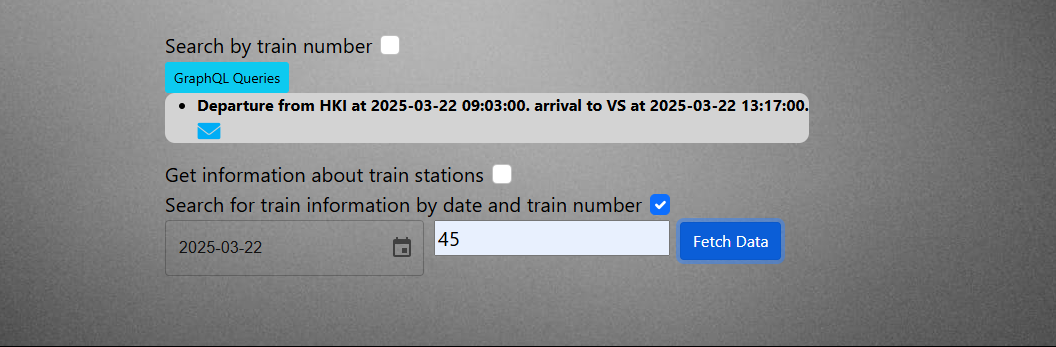 Search by train number
GraphQL Queries
Departure from HKI at 2025-03-22 09:03:00. arrival to VS at 2025-03-22 13:17:00.
Get information about train stations
Search for train information by date and train number
2025-03-22 45 Fetch Data